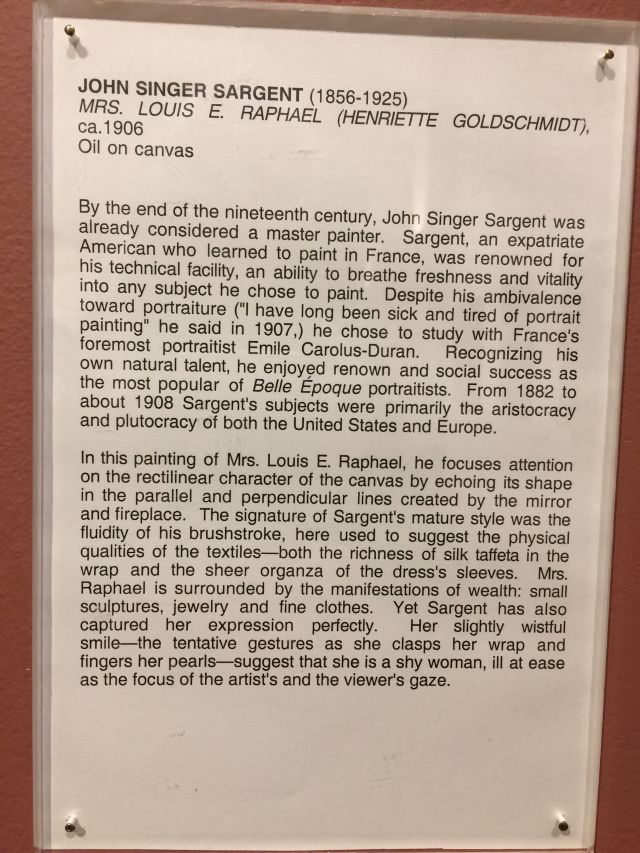 JOHN SINGER SARGENT (1856-1925)
MRS. LOUIS E. RAPHAEL (HENRIETTE GOLDSCHMIDT),
ca.1906
Oil on canvas
By the end of the nineteenth century, John Singer Sargent was
already considered a master painter. Sargent, an expatriate
American who learned to paint in France, was renowned for
his technical facility, an ability to breathe freshness and vitality
into any subject he chose to paint. Despite his ambivalence
toward portraiture ("I have long been sick and tired of portrait
painting" he said in 1907,) he chose to study with France's
foremost portraitist Emile Carolus-Duran. Recognizing his
own natural talent, he enjoyed renown and social success as
the most popular of Belle Époque portraitists. From 1882 to
about 1908 Sargent's subjects were primarily the aristocracy
and plutocracy of both the United States and Europe.
In this painting of Mrs. Louis E. Raphael, he focuses attention
on the rectilinear character of the canvas by echoing its shape
in the parallel and perpendicular lines created by the mirror
and fireplace. The signature of Sargent's mature style was the
fluidity of his brushstroke, here used to suggest the physical
qualities of the textiles—both the richness of silk taffeta in the
wrap and the sheer organza of the dress's sleeves. Mrs.
Raphael is surrounded by the manifestations of wealth: small
sculptures, jewelry and fine clothes. Yet Sargent has also
captured her expression perfectly. Her slightly wistful
smile—the tentative gestures as she clasps her wrap and
fingers her pearls—suggest that she is a shy woman, ill at ease
as the focus of the artist's and the viewer's gaze.